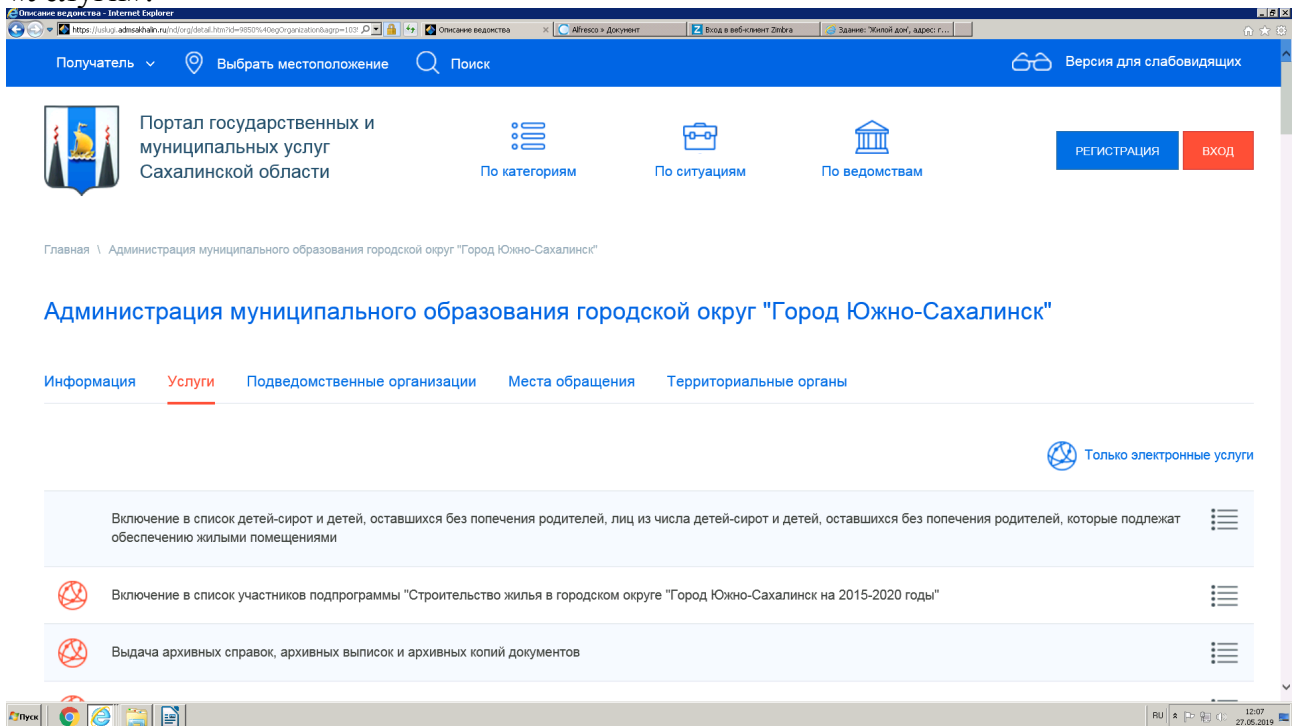 Описание ведомства - Internet Explorer
Описание ведомства
Alfresco » Документ
Вход в веб-клиент Zimbra
Здание: 'Жилой дом', адрес: г…
Получатель
Выбрать местоположение
Поиск
Версия для слабовидящих
Портал государственных и
муниципальных услуг
Сахалинской области
По категориям
По ситуациям
По ведомствам
РЕГИСТРАЦИЯ
ВХОД
Главная \ Администрация муниципального образования городской округ "Город Южно-Сахалинск"
Администрация муниципального образования городской округ "Город Южно-Сахалинск"
Информация
Услуги
Подведомственные организации
Места обращения
Территориальные органы
Только электронные услуги
Включение в список детей-сирот и детей, оставшихся без попечения родителей, лиц из числа детей-сирот и детей, оставшихся без попечения родителей, которые подлежат
обеспечению жилыми помещениями
Включение в список участников подпрограммы "Строительство жилья в городском округе "Город Южно-Сахалинск на 2015-2020 годы"
Выдача архивных справок, архивных выписок и архивных копий документов
Пуск
RU
12:07
27.05.2019